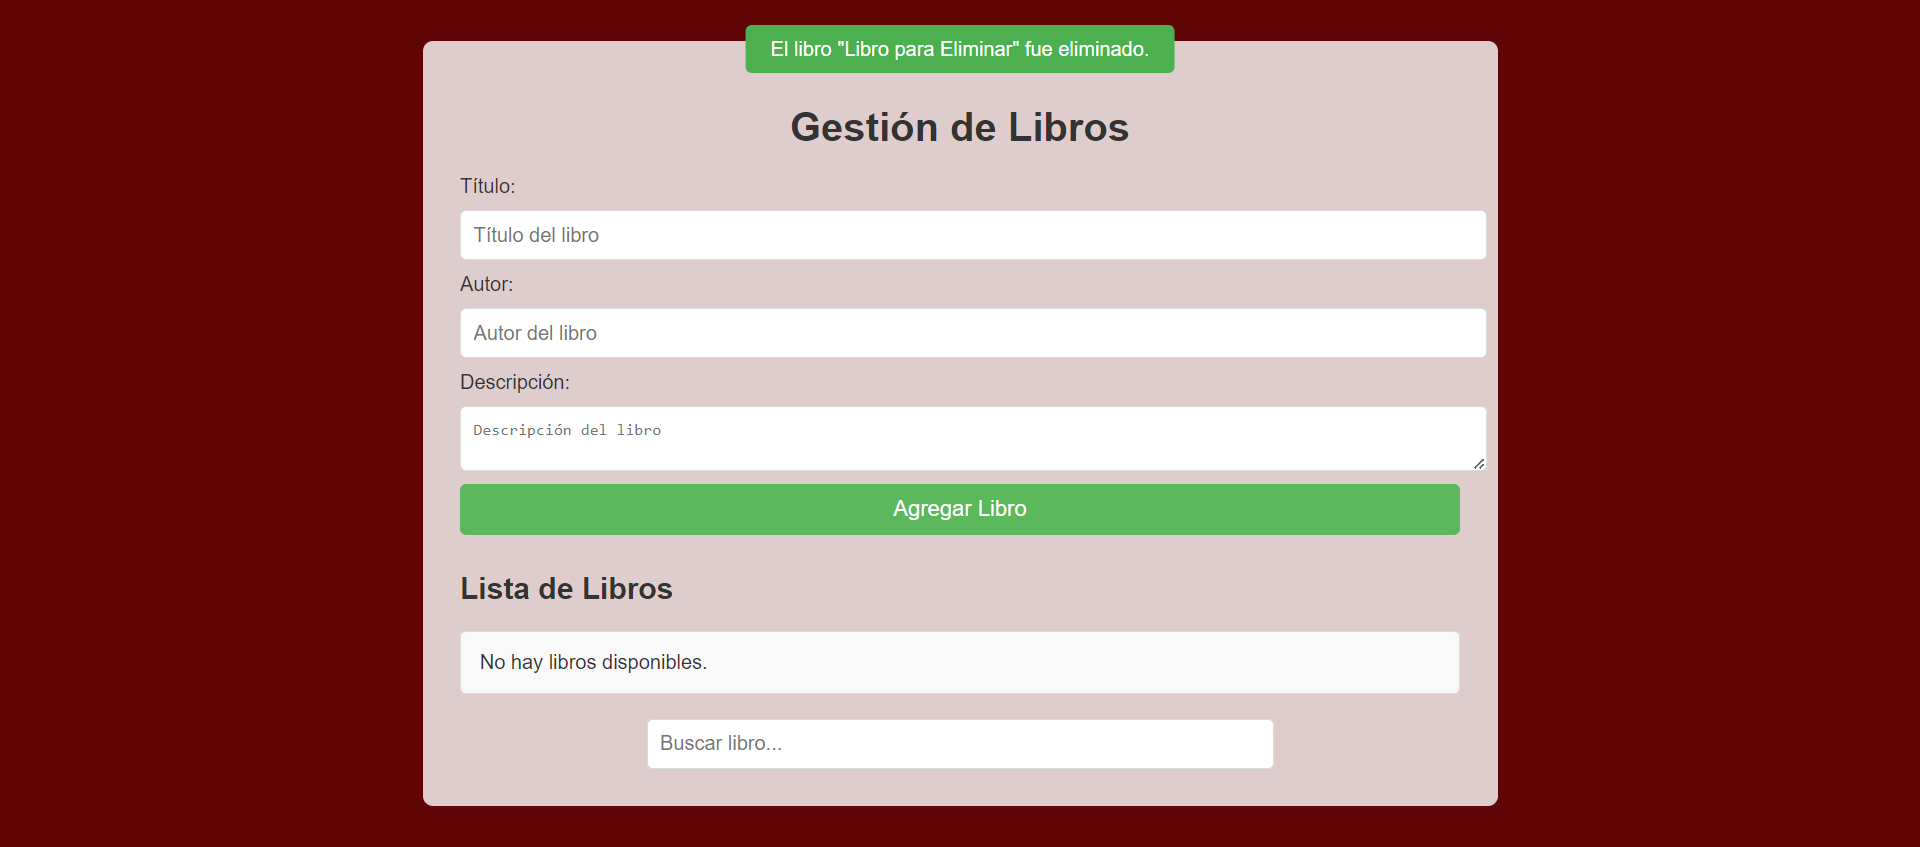 El libro "Libro para Eliminar" fue eliminado.
Gestión de Libros
Título:
Título del libro
Autor:
Autor del libro
Descripción:
Descripción del libro
Agregar Libro
Lista de Libros
No hay libros disponibles.
Buscar libro...